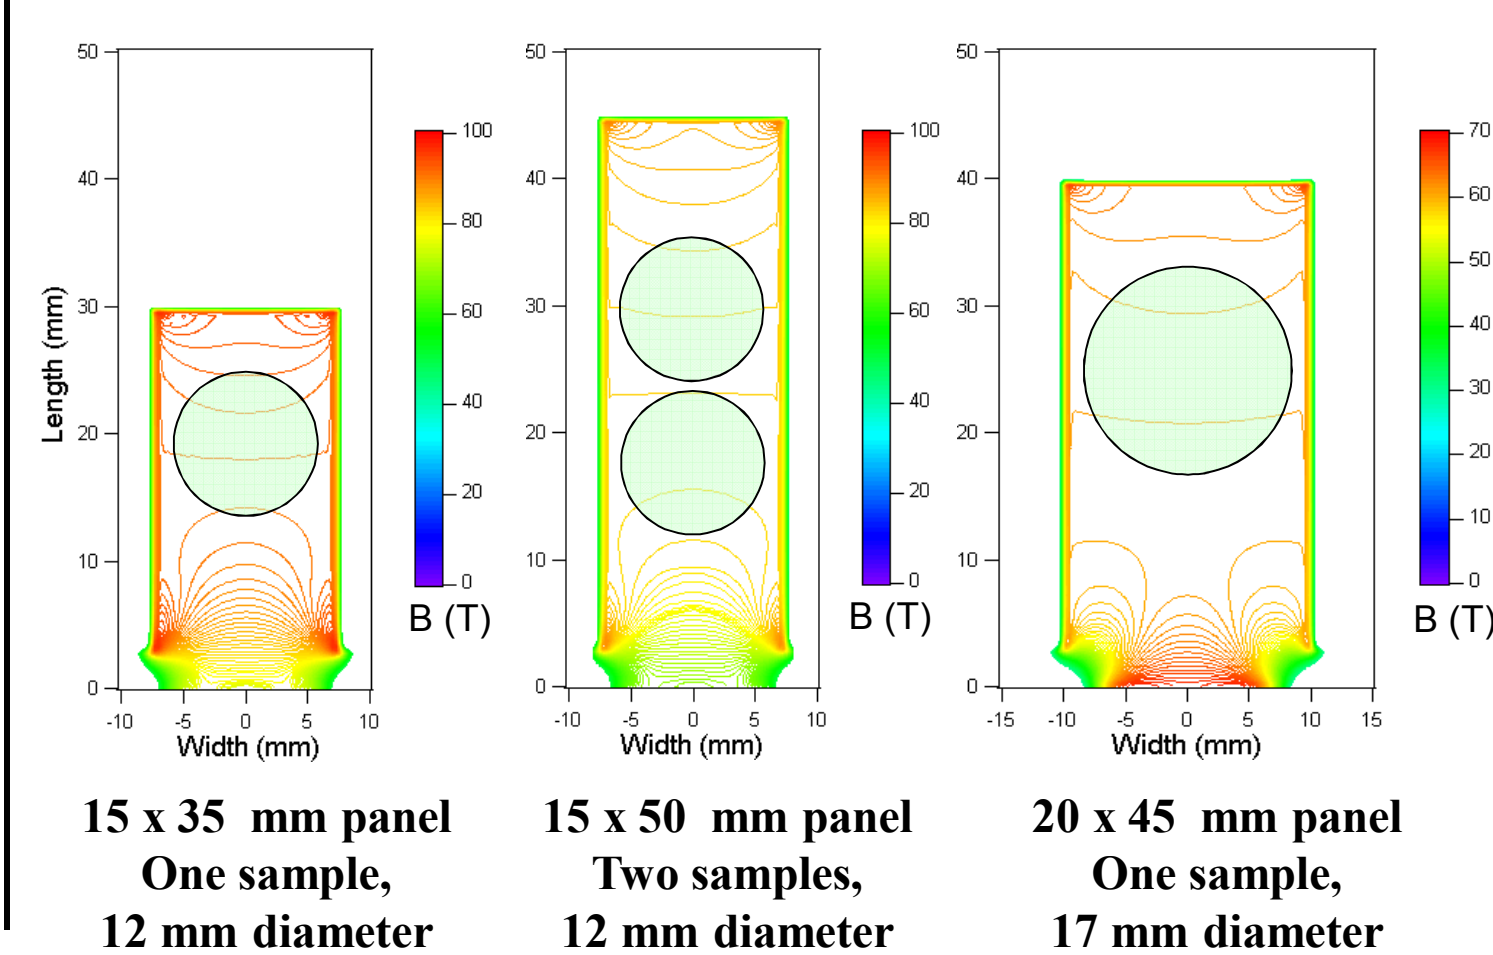 50
40
30
20
10
0
-10 -5 0 5 10
Length (mm)
Width (mm)
100
80
60
40
20
0
B (T)
15 x 35 mm panel
One sample,
12 mm diameter
50
40
30
20
10
0
-10 -5 0 5 10
Width (mm)
100
80
60
40
20
0
B (T)
15 x 50 mm panel
Two samples,
12 mm diameter
50
40
30
20
10
0
-15 -10 -5 0 5 10 15
Width (mm)
70
60
50
40
30
20
10
0
B (T)
20 x 45 mm panel
One sample,
17 mm diameter